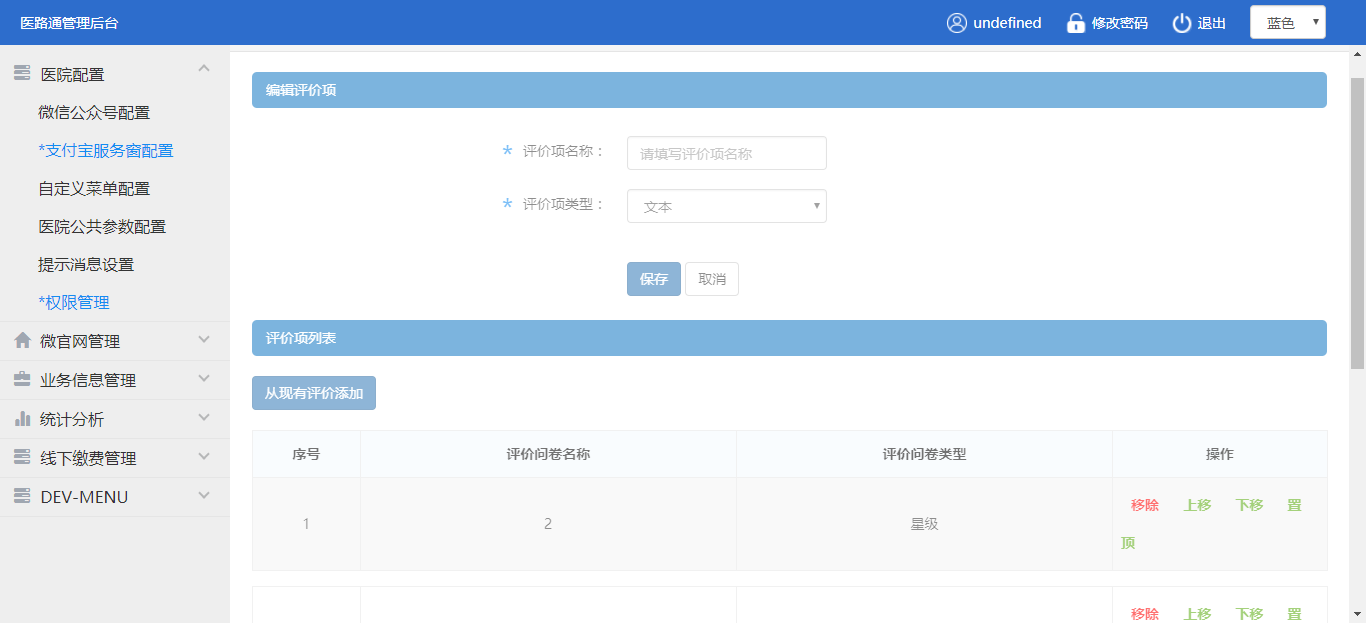 医路通管理后台
undefined
修改密码
退出
蓝色
医院配置
微信公众号配置
*支付宝服务窗配置
自定义菜单配置
医院公共参数配置
提示消息设置
*权限管理
微官网管理
业务信息管理
统计分析
线下缴费管理
DEV-MENU
编辑评价项
* 评价项名称：
请填写评价项名称
* 评价项类型：
文本
保存 取消
评价项列表
从现有评价添加
序号 评价问卷名称 评价问卷类型 操作
1 2 星级 移除 上移 下移 置
顶
移除 上移 下移 置